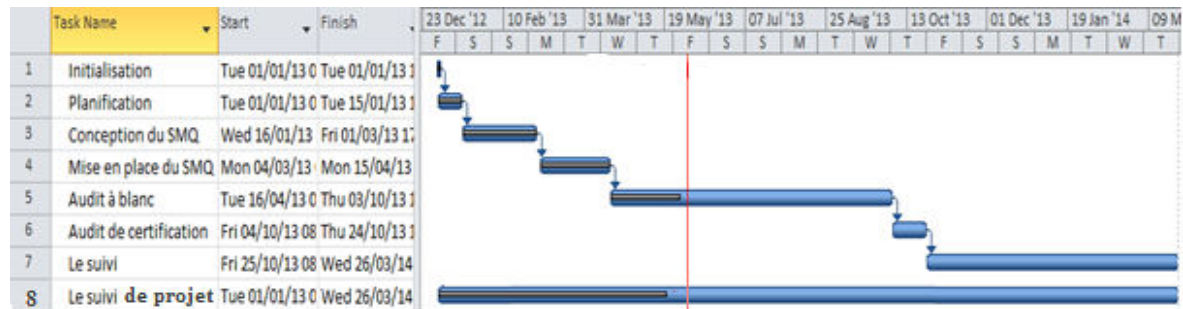 Task Name Start Finish 23 Dec '12 10 Feb '13 31 Mar '13 19 May '13 07 Jul '13 25 Aug '13 13 Oct '13 01 Dec '13 19 Jan '14 09 M
F S S M T W T F S S M T W T F S S M T W T
1 Initialisation Tue 01/01/13 0 Tue 01/01/13 1
2 Planification Tue 01/01/13 0 Tue 15/01/13 1
3 Conception du SMQ Wed 16/01/13 Fri 01/03/13 17
4 Mise en place du SMQ Mon 04/03/13 Mon 15/04/13
5 Audit à blanc Tue 16/04/13 0 Thu 03/10/13 1
6 Audit de certification Fri 04/10/13 08 Thu 24/10/13 1
7 Le suivi Fri 25/10/13 08 Wed 26/03/14
8 Le suivi de projet Tue 01/01/13 0 Wed 26/03/14